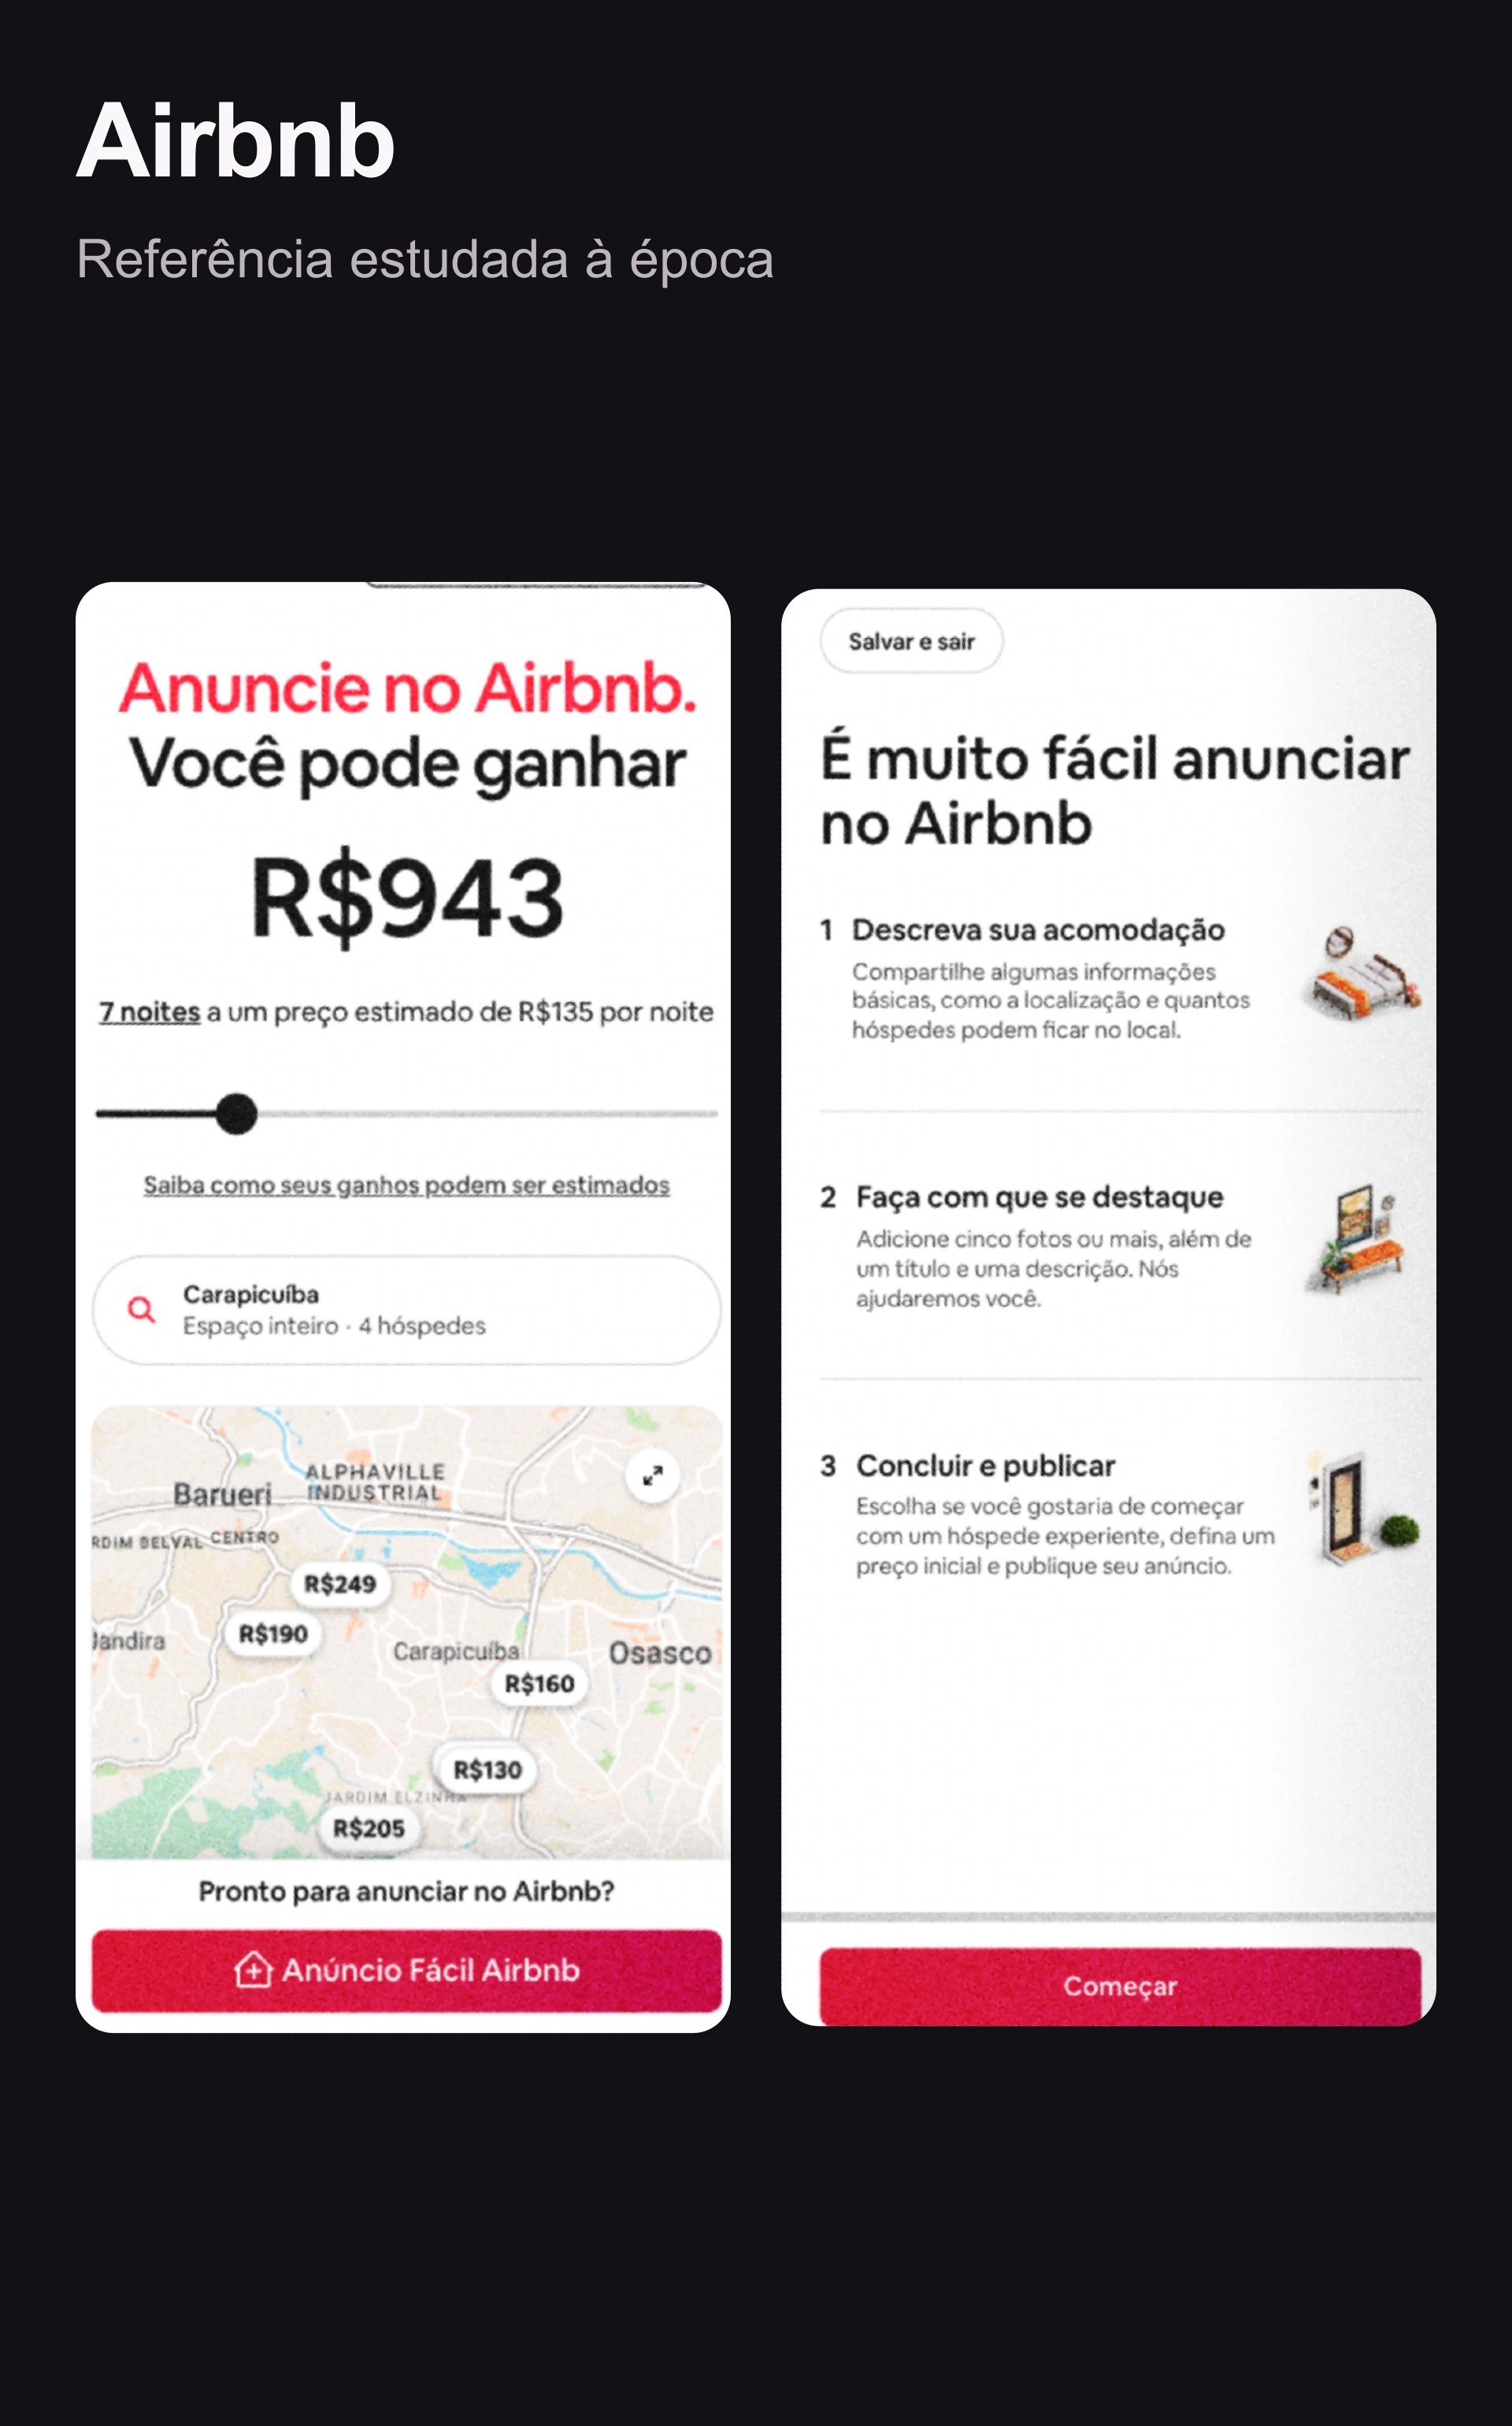 Airbnb
Referência estudada à época
Anuncie no Airbnb.
Você pode ganhar
R$943
7 noites a um preço estimado de R$135 por noite
Saiba como seus ganhos podem ser estimados
Carapicuíba
Espaço inteiro · 4 hóspedes
ALPHAVILLE
INDUSTRIAL
Barueri
RDIM BELVAL CENTRO
R$249
R$190
Jandira
Carapicuíba
Osasco
R$160
R$130
JARDIM ELZINHA
R$205
Pronto para anunciar no Airbnb?
Anúncio Fácil Airbnb
Salvar e sair
É muito fácil anunciar
no Airbnb
1 Descreva sua acomodação
Compartilhe algumas informações
básicas, como a localização e quantos
hóspedes podem ficar no local.
2 Faça com que se destaque
Adicione cinco fotos ou mais, além de
um título e uma descrição. Nós
ajudaremos você.
3 Concluir e publicar
Escolha se você gostaria de começar
com um hóspede experiente, defina um
preço inicial e publique seu anúncio.
Começar